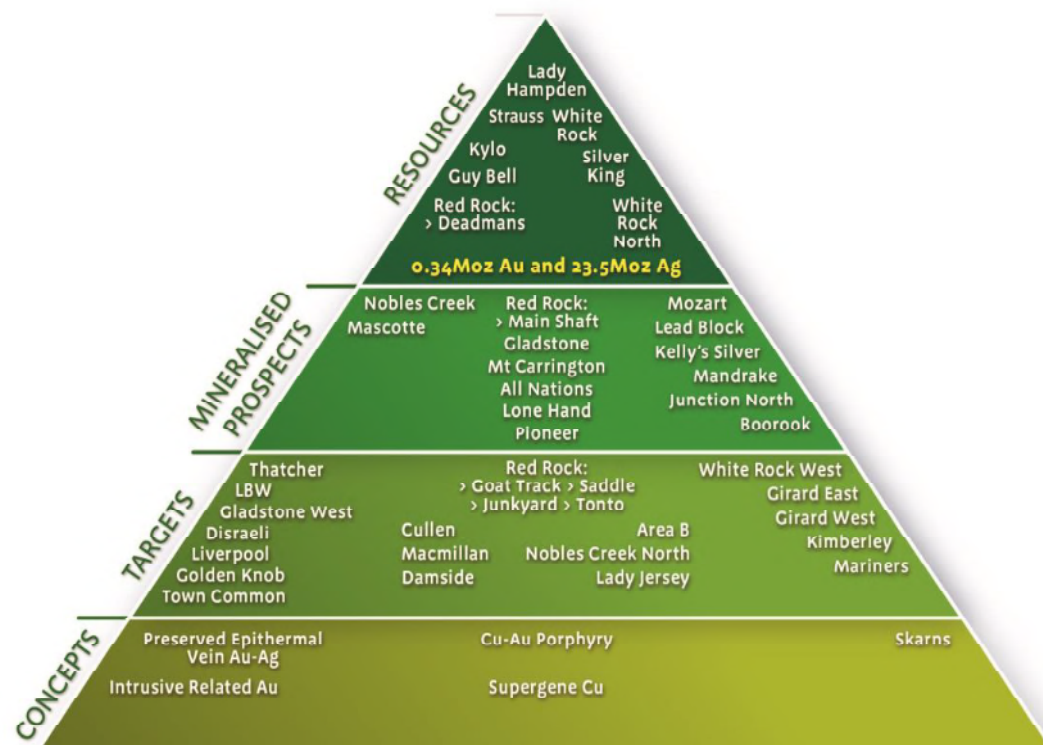 RESOURCES
Lady
Hampden
Strauss White
Rock
Kylo
Silver
King
Guy Bell
Red Rock:
> Deadmans
White
Rock
North
0.34Moz Au and 23.5Moz Ag
MINERALISED
PROSPECTS
Nobles Creek
Mascotte
Red Rock:
> Main Shaft
Gladstone
Mt Carrington
All Nations
Lone Hand
Pioneer
Mozart
Lead Block
Kelly's Silver
Mandrake
Junction North
Boorook
TARGETS
Thatcher
LBW
Gladstone West
Disraeli
Liverpool
Golden Knob
Town Common
Red Rock:
> Goat Track > Saddle
> Junkyard > Tonto
Cullen
Macmillan
Damside
Area B
Nobles Creek North
Lady Jersey
White Rock West
Girard East
Girard West
Kimberley
Mariners
CONCEPTS
Preserved Epithermal
Vein Au-Ag
Intrusive Related Au
Cu-Au Porphyry
Supergene Cu
Skarns